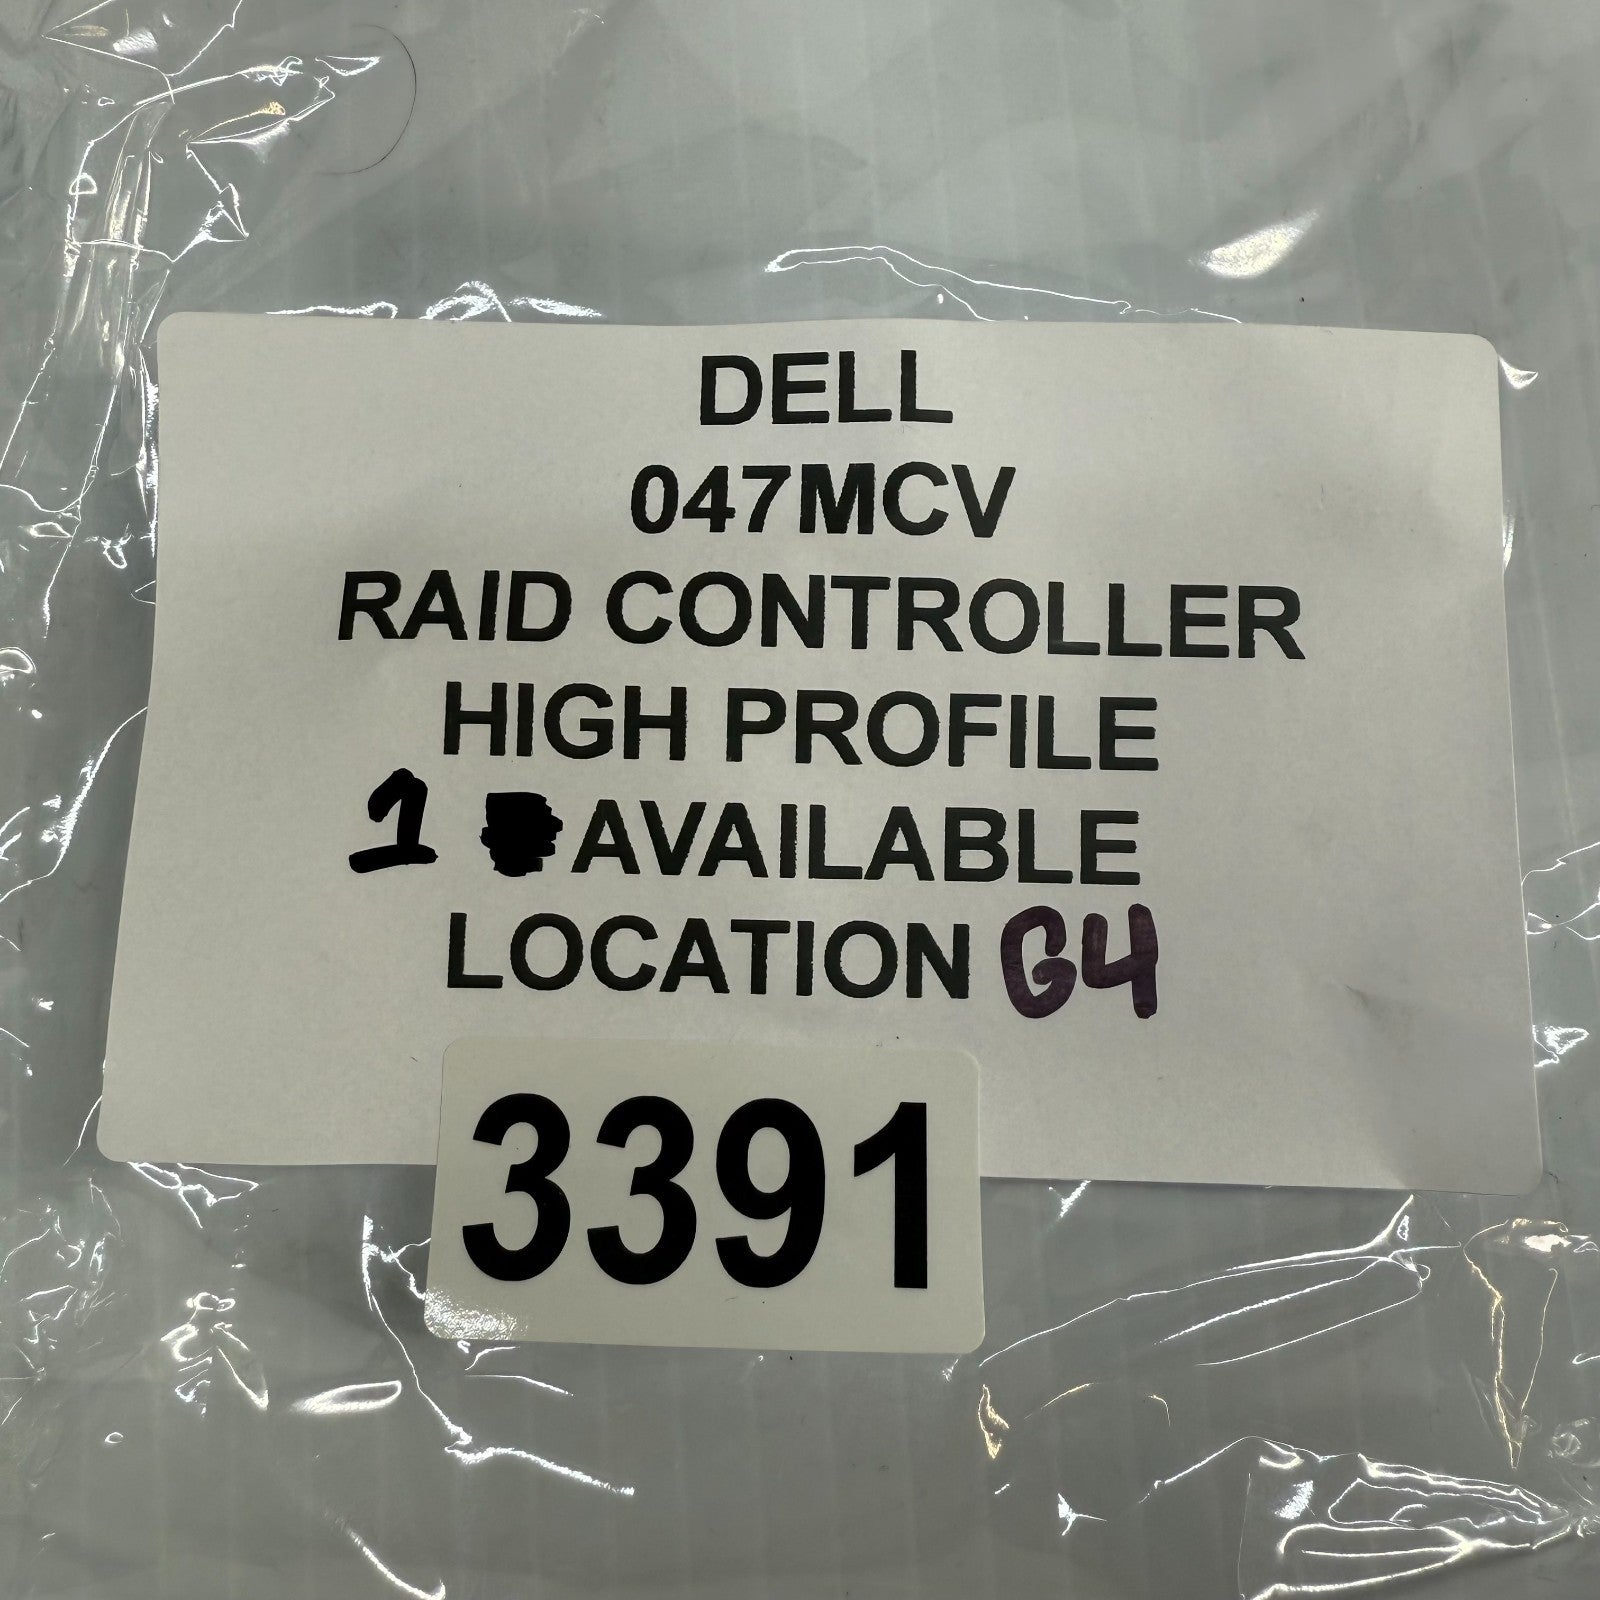 DELL
047MCV
RAID CONTROLLER
HIGH PROFILE
1 AVAILABLE
LOCATION G4
3391